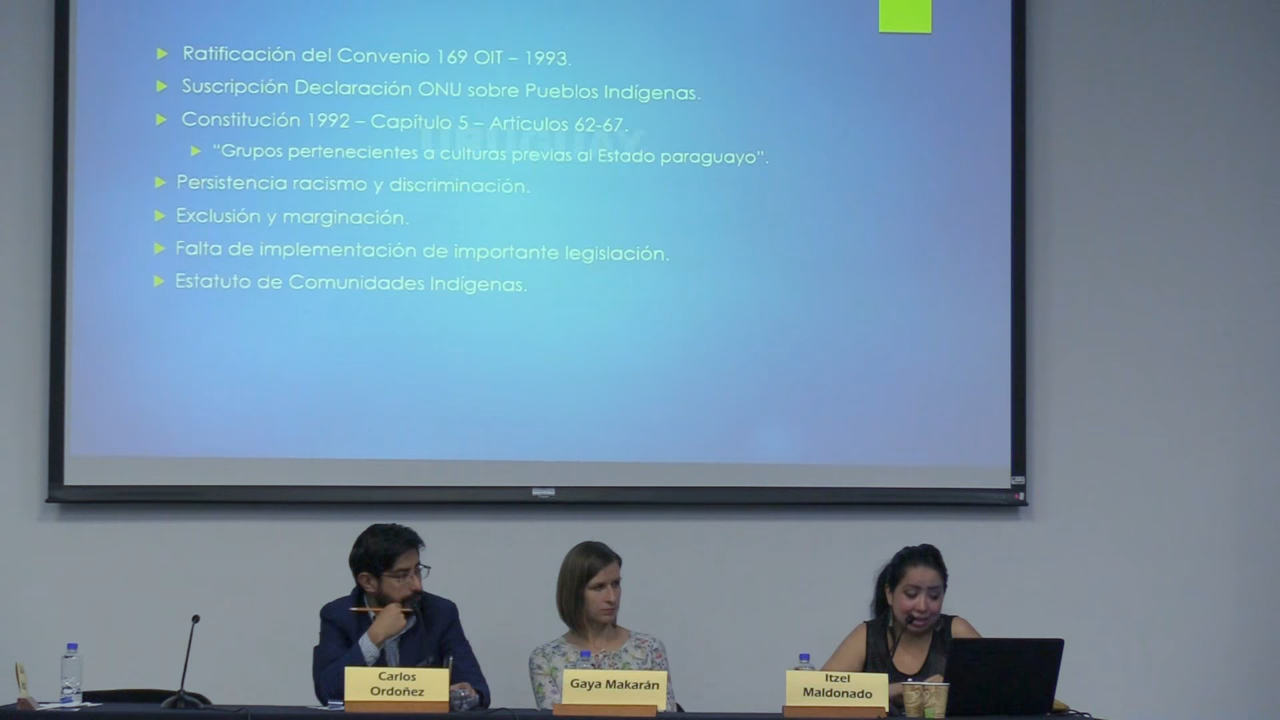 Ratificación del Convenio 169 OIT – 1993.
Suscripción Declaración ONU sobre Pueblos Indígenas.
Constitución 1992 – Capítulo 5 – Artículos 62-67.
“Grupos pertenecientes a culturas previas al Estado paraguayo”.
Persistencia racismo y discriminación.
Exclusión y marginación.
Falta de implementación de importante legislación.
Estatuto de Comunidades Indígenas.
Carlos
Ordoñez
Gaya Makarán
Itzel
Maldonado